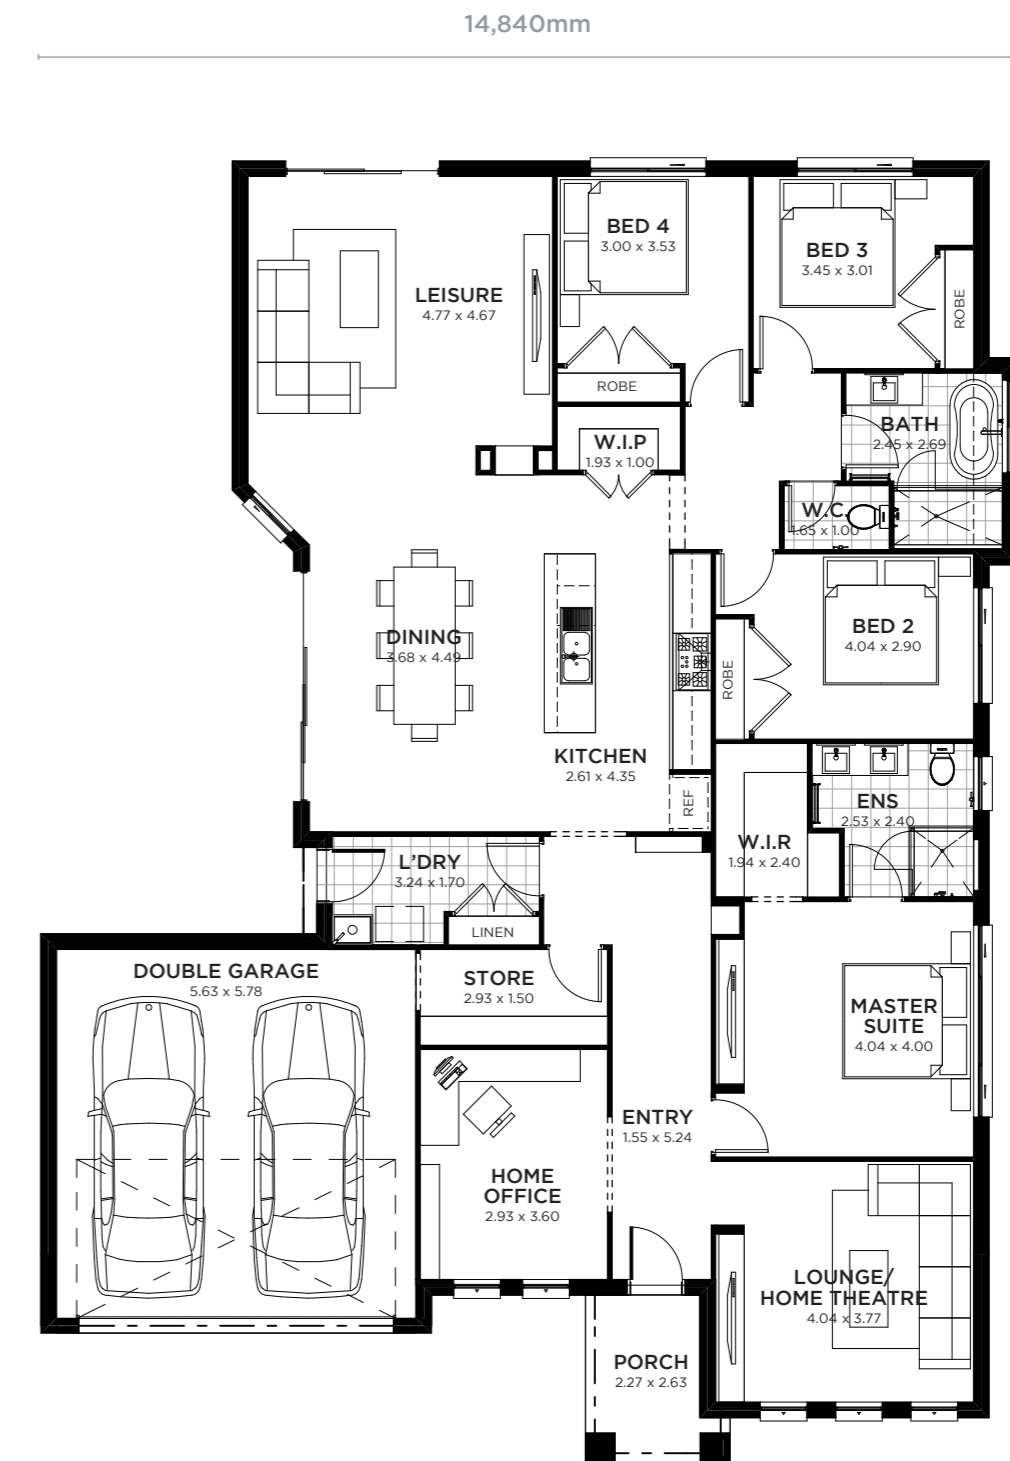 14,840mm
BED 4
3.00 x 3.53
BED 3
3.45 x 3.01
LEISURE
4.77 x 4.67
ROBE
ROBE
W.I.P
1.93 x 1.00
BATH
2.45 x 2.69
W.C.
1.65 x 1.00
DINING
3.68 x 4.49
BED 2
4.04 x 2.90
ROBE
KITCHEN
2.61 x 4.35
REF
ENS
2.53 x 2.40
W.I.R
1.94 x 2.40
L'DRY
3.24 x 1.70
LINEN
DOUBLE GARAGE
5.63 x 5.78
STORE
2.93 x 1.50
MASTER
SUITE
4.04 x 4.00
ENTRY
1.55 x 5.24
HOME
OFFICE
2.93 x 3.60
LOUNGE/
HOME THEATRE
4.04 x 3.77
PORCH
2.27 x 2.63